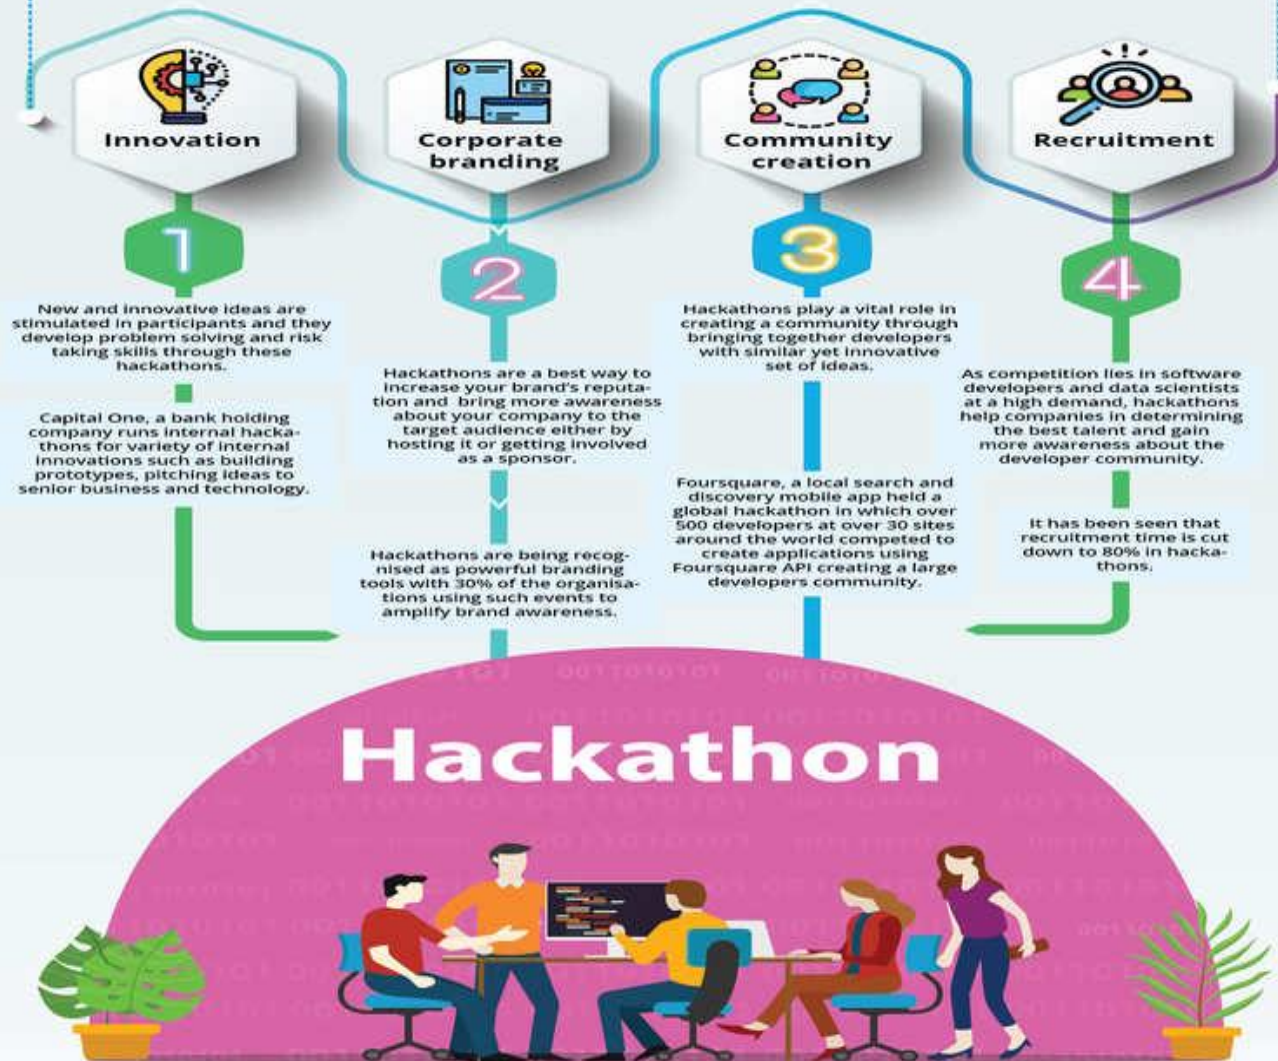 Innovation
Corporate
branding
Community
creation
Recruitment
1
2
3
4
New and innovative ideas are
stimulated in participants and they
develop problem solving and risk
taking skills through these
hackathons.
Capital One, a bank holding
company runs internal hacka-
thons for variety of internal
innovations such as building
prototypes, pitching ideas to
senior business and technology.
Hackathons are a best way to
increase your brand's reputa-
tion and bring more awareness
about your company to the
target audience either by
hosting it or getting involved
as a sponsor.
Hackathons are being recog-
nised as powerful branding
tools with 30% of the organisa-
tions using such events to
amplify brand awareness.
Hackathons play a vital role in
creating a community through
bringing together developers
with similar yet innovative
set of ideas.
Foursquare, a local search and
discovery mobile app held a
global hackathon in which over
500 developers at over 30 sites
around the world competed to
create applications using
Foursquare API creating a large
developers community.
As competition lies in software
developers and data scientists
at a high demand, hackathons
help companies in determining
the best talent and gain
more awareness about the
developer community.
It has been seen that
recruitment time is cut
down to 80% in hacka-
thons.
Hackathon